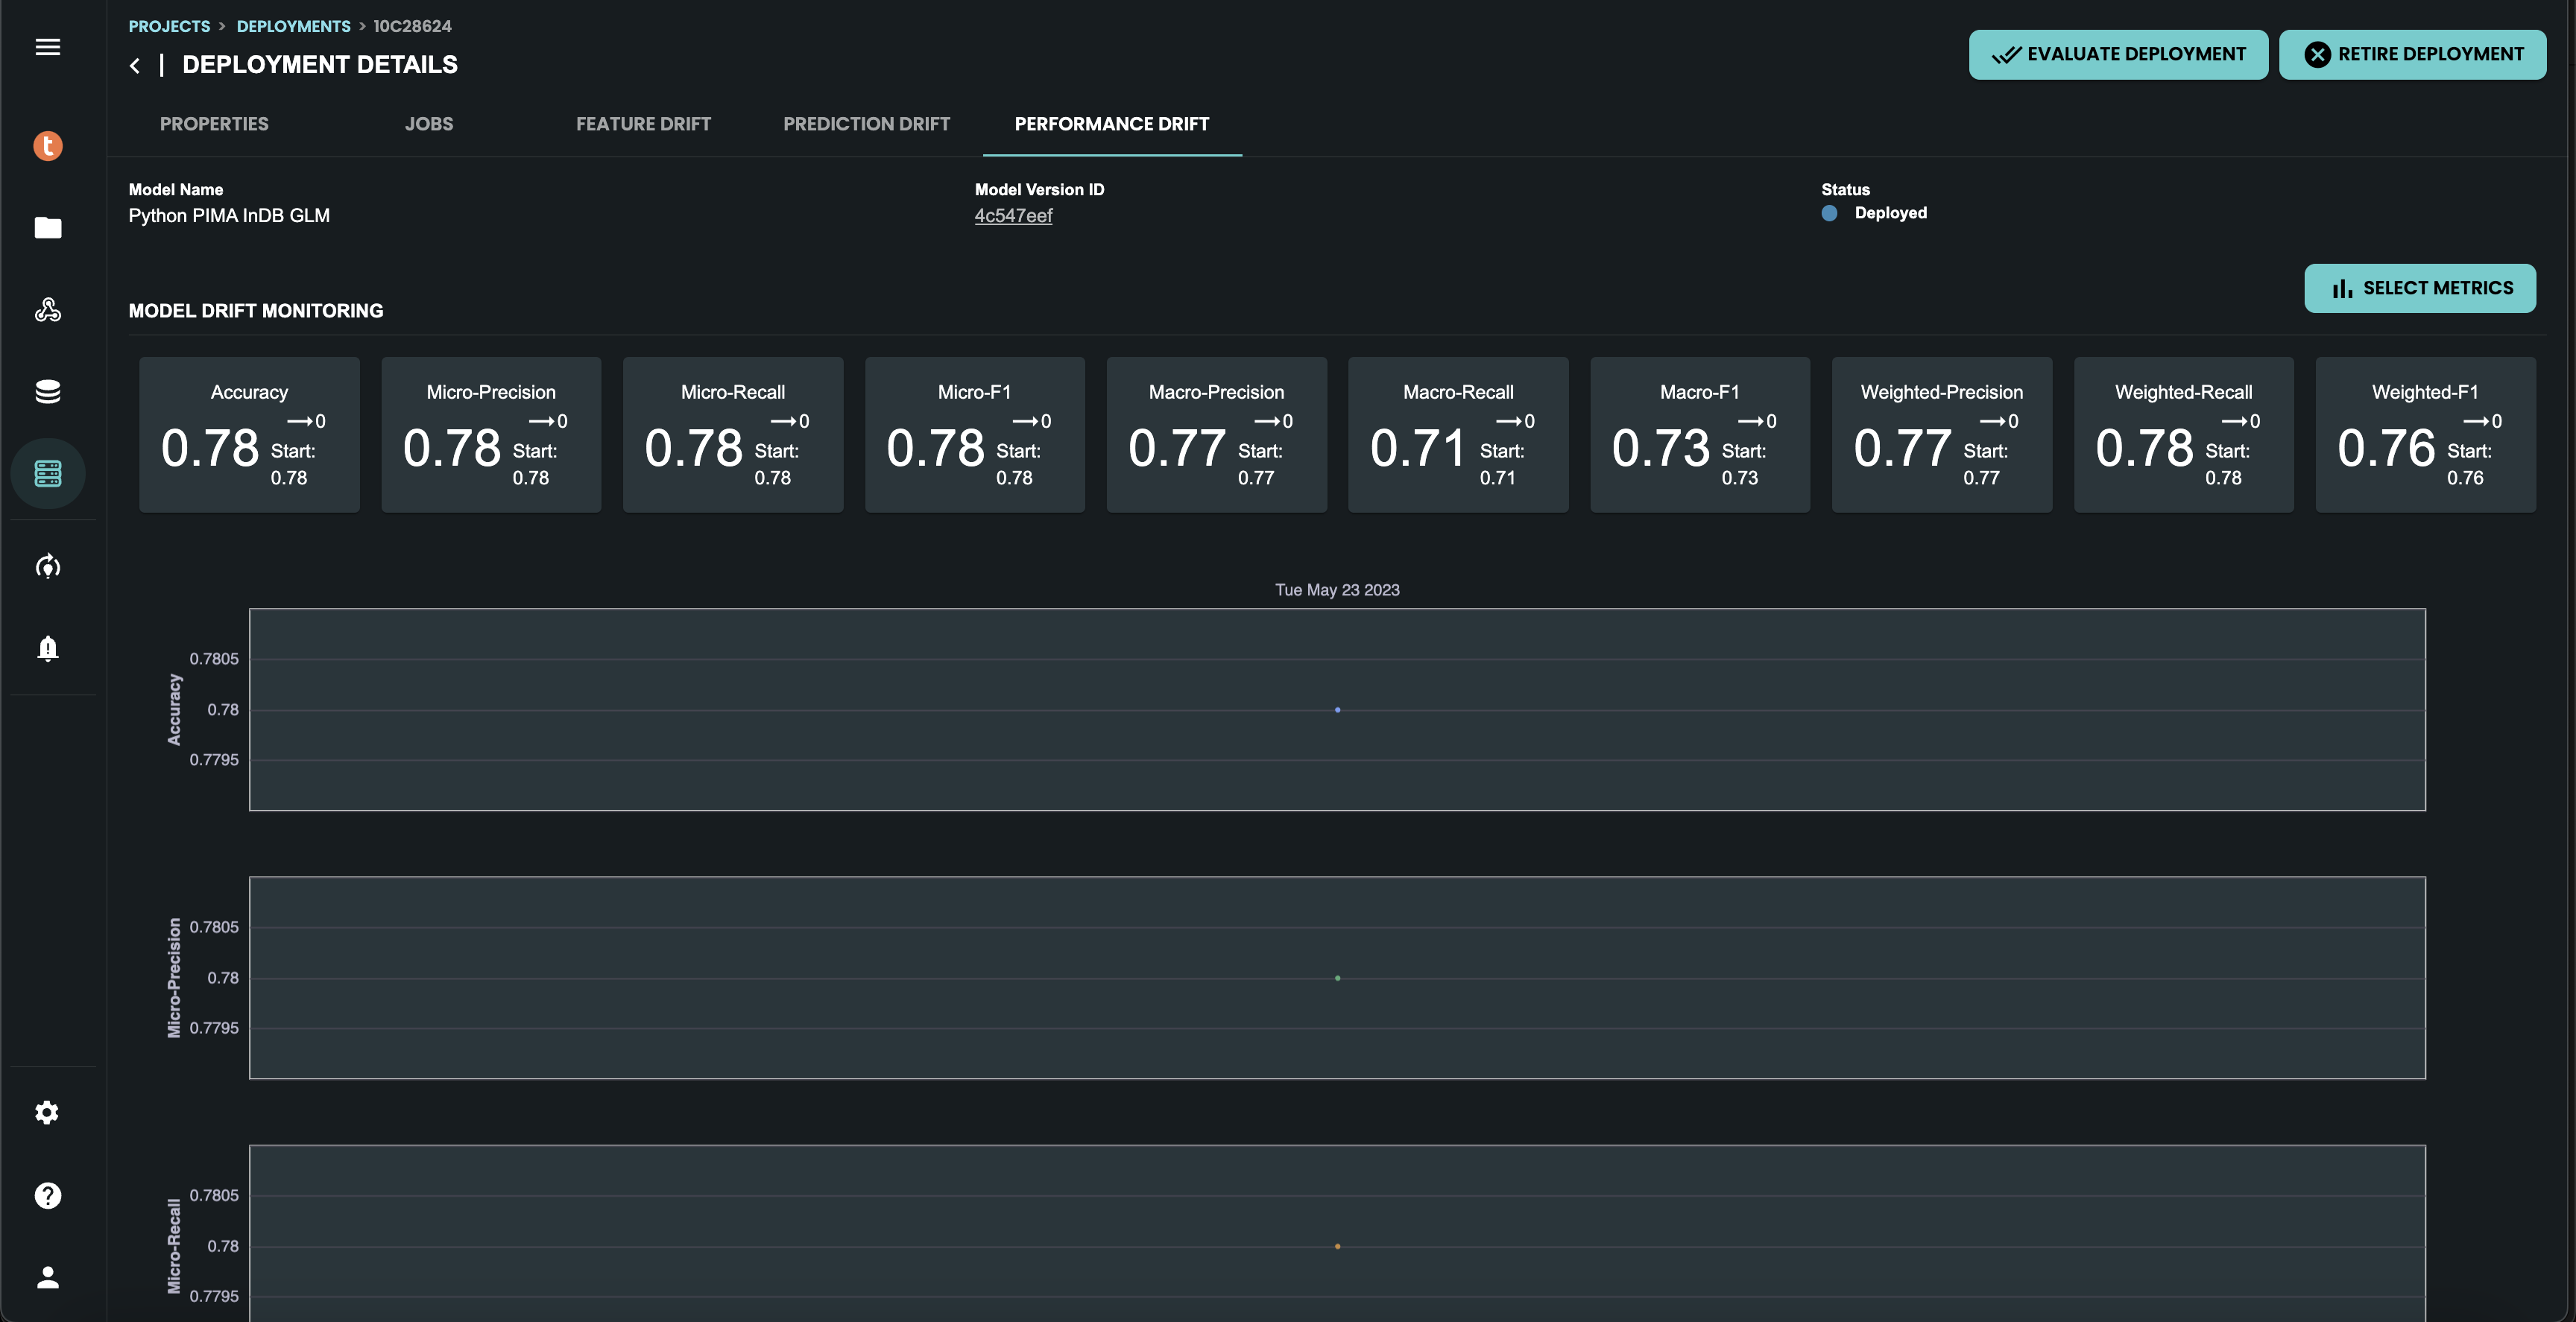 PROJECTS > DEPLOYMENTS > 10C28624
DEPLOYMENT DETAILS
EVALUATE DEPLOYMENT
RETIRE DEPLOYMENT
t
PROPERTIES JOBS FEATURE DRIFT PREDICTION DRIFT PERFORMANCE DRIFT
Model Name
Python PIMA InDB GLM
Model Version ID
4c547eef
Status
Deployed
SELECT METRICS
MODEL DRIFT MONITORING
Accuracy
0.78
→0
Start:
0.78
Micro-Precision
0.78
→0
Start:
0.78
Micro-Recall
0.78
→0
Start:
0.78
Micro-F1
0.78
→0
Start:
0.78
Macro-Precision
0.77
→0
Start:
0.77
Macro-Recall
0.71
→0
Start:
0.71
Macro-F1
0.73
→0
Start:
0.73
Weighted-Precision
0.77
→0
Start:
0.77
Weighted-Recall
0.78
→0
Start:
0.78
Weighted-F1
0.76
→0
Start:
0.76
Tue May 23 2023
Accuracy
0.7805
0.78
0.7795
Micro-Precision
0.7805
0.78
0.7795
Micro-Recall
0.7805
0.78
0.7795